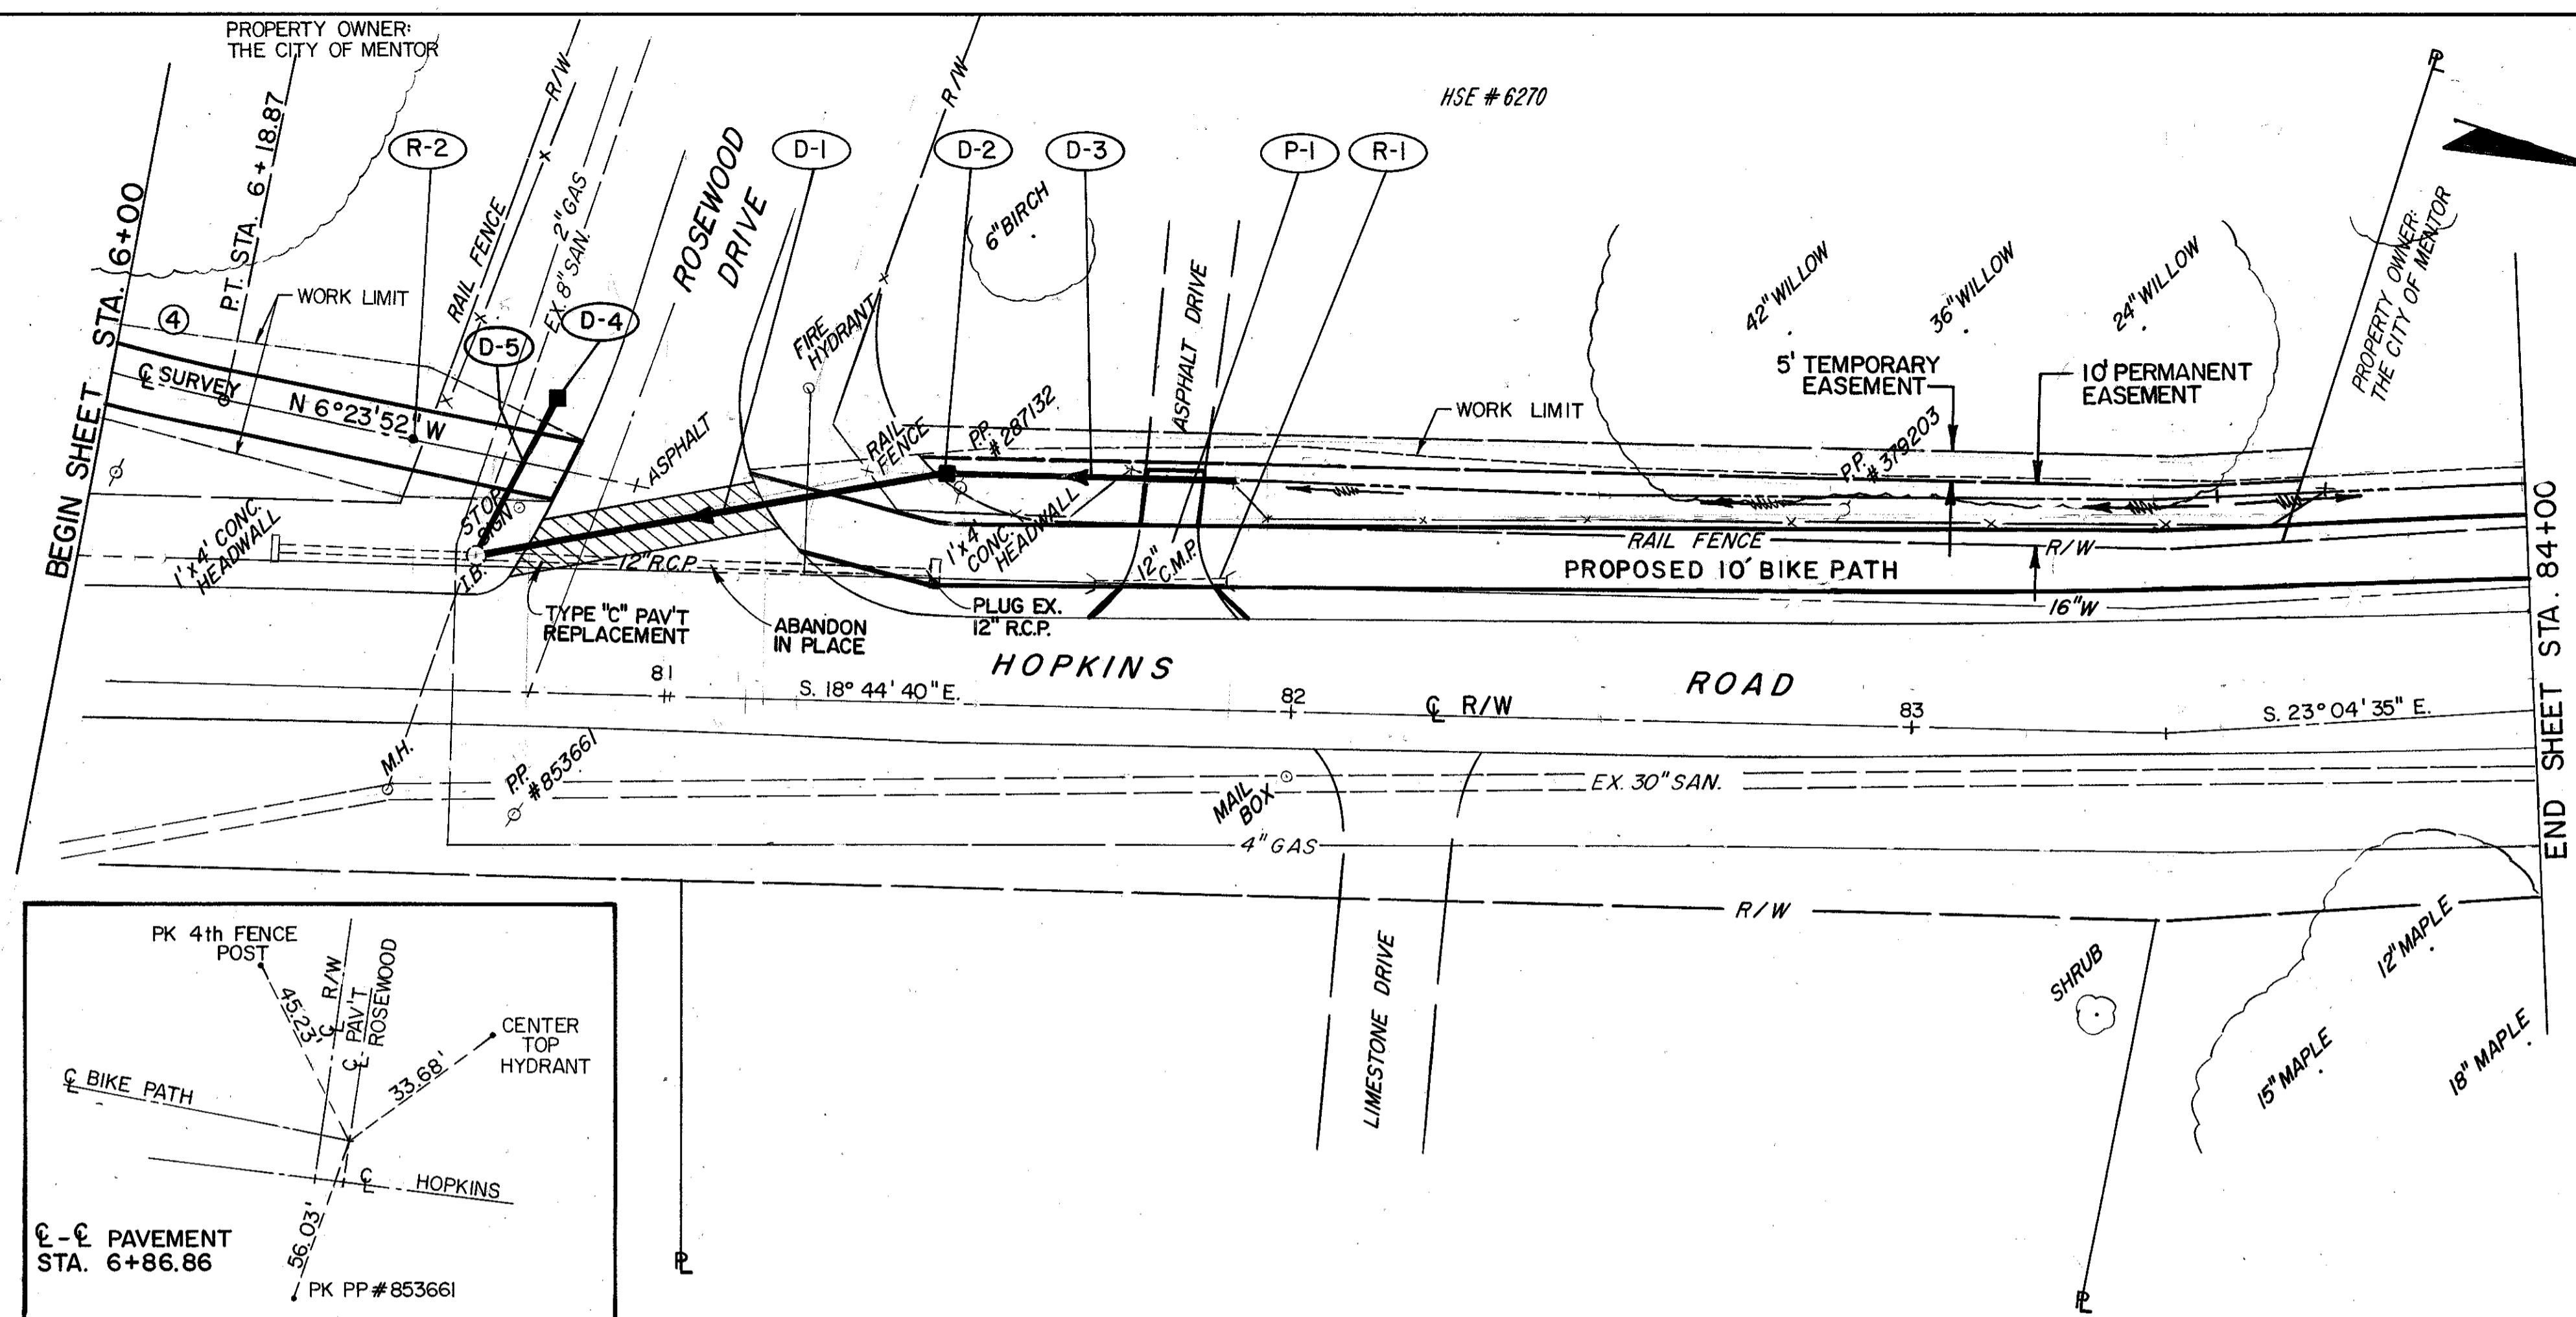 PROPERTY OWNER:
THE CITY OF MENTOR
BEGIN SHEET STA. 6+00
P.T. STA. 6+18.87
R-2
RAIL FENCE
R/W
2" GAS
EX. 8" SAN.
ROSEWOOD
DRIVE
D-1
R/W
D-2
D-3
P-1
R-1
HSE # 6270
℄
PROPERTY OWNER:
THE CITY OF MENTOR
6" BIRCH
42" WILLOW
36" WILLOW
24" WILLOW
4
WORK LIMIT
D-5
D-4
FIRE
HYDRANT
ASPHALT DRIVE
℄ SURVEY
N 6°23'52" W
ASPHALT
RAIL
FENCE
P.P.
# 287132
WORK LIMIT
5' TEMPORARY
EASEMENT
10' PERMANENT
EASEMENT
P.P.
# 379203
1'x4' CONC.
HEADWALL
STOP
SIGN
I.B.
12" R.C.P.
1'x4'
CONC.
HEADWALL
12"
C.M.P.
RAIL FENCE
R/W
PROPOSED 10' BIKE PATH
16"W
TYPE "C" PAV'T
REPLACEMENT
ABANDON
IN PLACE
PLUG EX.
12" R.C.P.
HOPKINS ROAD
81
S. 18° 44' 40" E.
82
℄ R/W
83
S. 23° 04' 35" E.
END SHEET STA. 84+00
M.H.
P.P.
#853661
MAIL
BOX
EX. 30" SAN.
4" GAS
R/W
LIMESTONE DRIVE
SHRUB
12" MAPLE
15" MAPLE
18" MAPLE
PK 4th FENCE
POST
45.23'
℄ R/W
℄ PAV'T
ROSEWOOD
CENTER
TOP
HYDRANT
33.68'
℄ BIKE PATH
℄ HOPKINS
56.03'
℄-℄ PAVEMENT
STA. 6+86.86
PK PP#853661
PL
PL